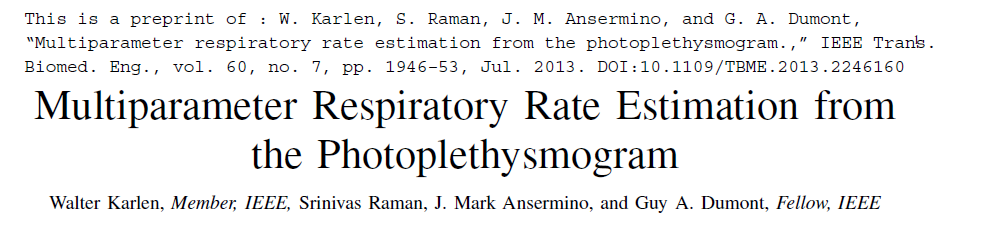 This is a preprint of : W. Karlen, S. Raman, J. M. Ansermino, and G. A. Dumont,
“Multiparameter respiratory rate estimation from the photoplethysmogram.,” IEEE Trans.
Biomed. Eng., vol. 60, no. 7, pp. 1946–53, Jul. 2013. DOI:10.1109/TBME.2013.2246160
Multiparameter Respiratory Rate Estimation from
the Photoplethysmogram
Walter Karlen, Member, IEEE, Srinivas Raman, J. Mark Ansermino, and Guy A. Dumont, Fellow, IEEE